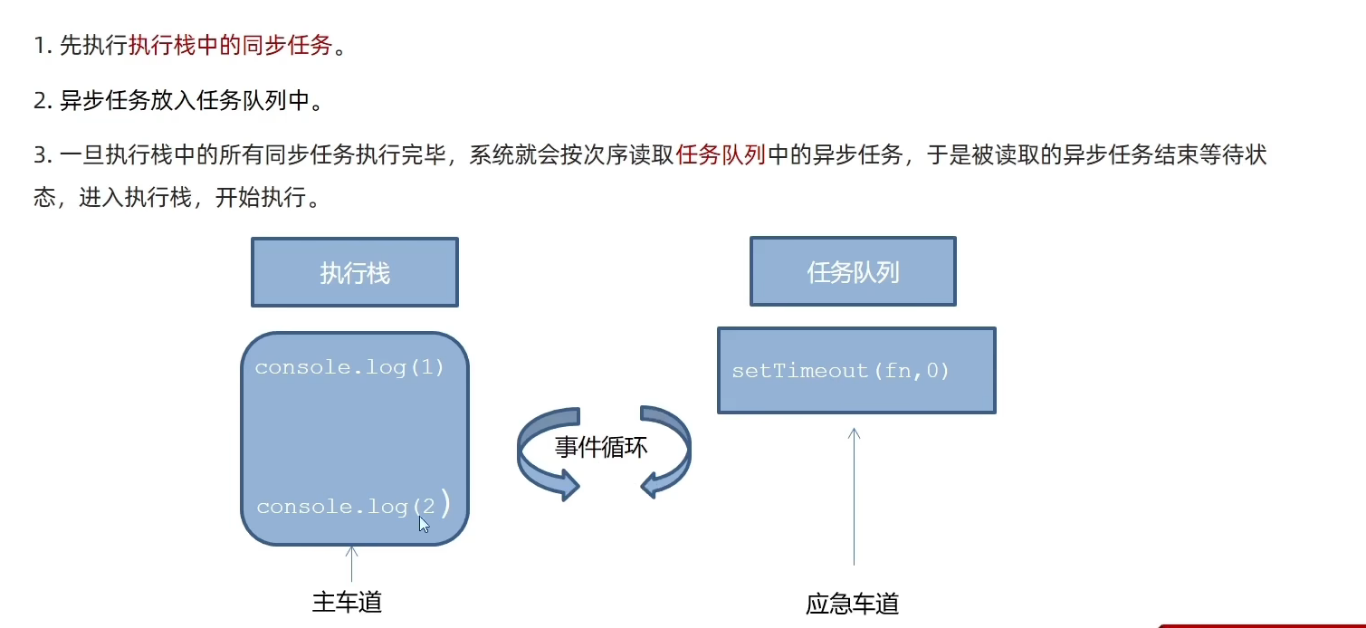 1. 先执行执行栈中的同步任务。
2. 异步任务放入任务队列中。
3. 一旦执行栈中的所有同步任务执行完毕，系统就会按次序读取任务队列中的异步任务，于是被读取的异步任务结束等待状
态，进入执行栈，开始执行。
执行栈
任务队列
console.log(1)
setTimeout(fn,0)
事件循环
console.log(2)
主车道
应急车道